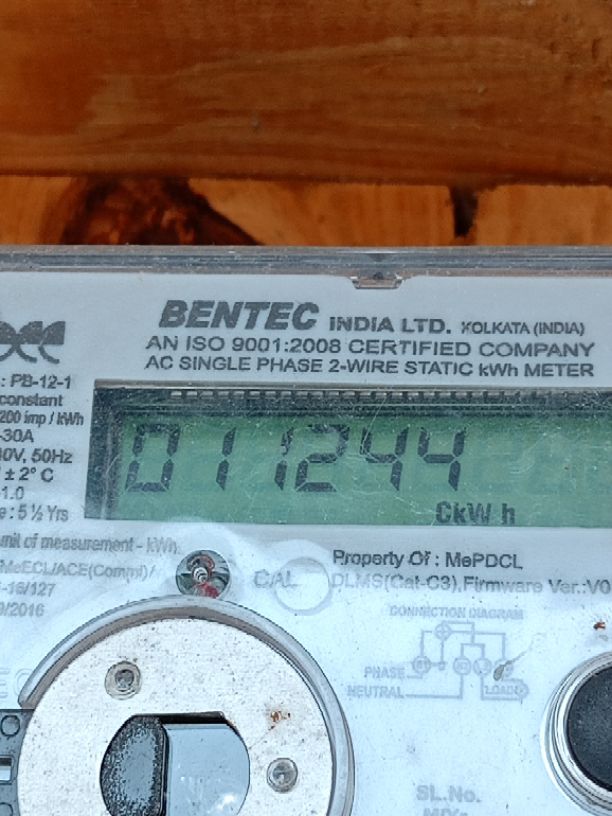 BENTEC INDIA LTD. KOLKATA (INDIA)
AN ISO 9001:2008 CERTIFIED COMPANY
AC SINGLE PHASE 2-WIRE STATIC kWh METER
: PB-12-1
constant
200 imp / kWh
-30A
0V, 50Hz
± 2° C
-1.0
: 5 ½ Yrs
011244
CkWh
unit of measurement - kWh
MeECL/ACE(Comml)/
-16/127
9/2016
CAL
Property Of : MePDCL
DLMS(Cat-C3), Firmware Ver.:V0
CONNECTION DIAGRAM
PHASE
NEUTRAL
LOAD
SL.No.